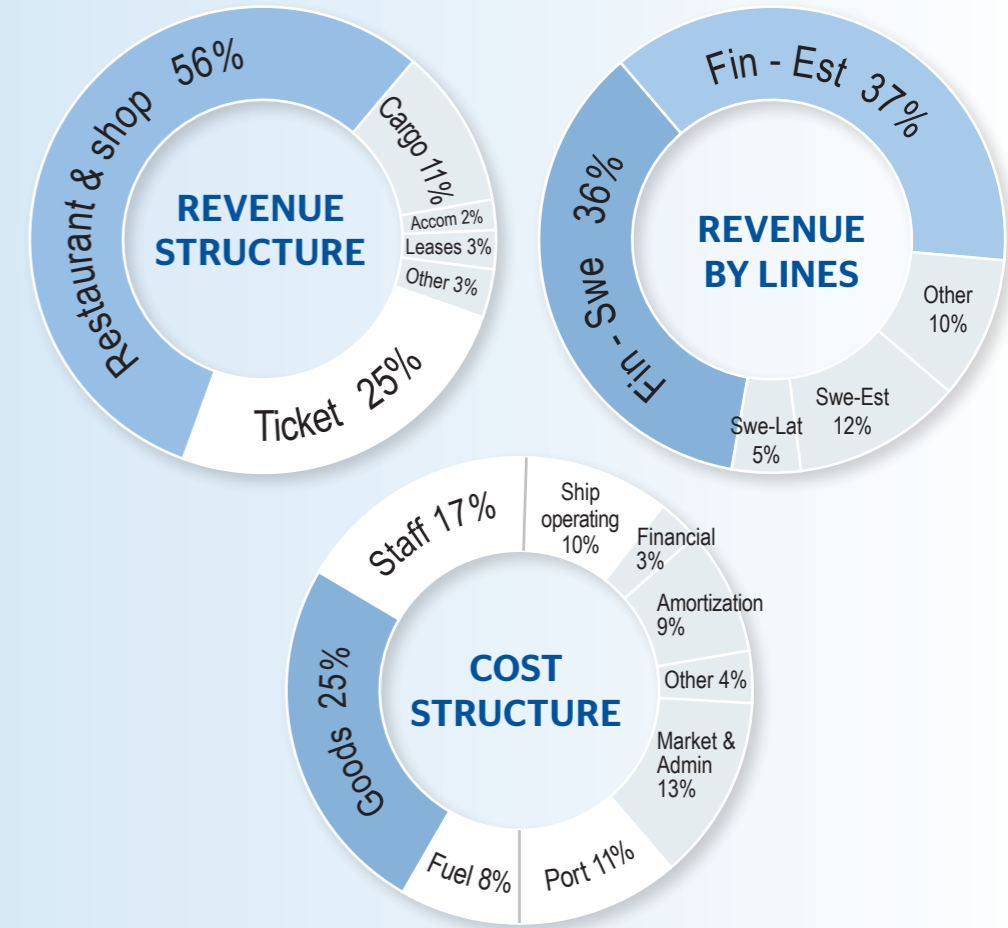 REVENUE
STRUCTURE
Restaurant & shop 56%
Cargo 11%
Accom 2%
Leases 3%
Other 3%
Ticket 25%
REVENUE
BY LINES
Fin - Swe 36%
Fin - Est 37%
Other
10%
Swe-Est
12%
Swe-Lat
5%
COST
STRUCTURE
Staff 17%
Ship
operating
10%
Financial
3%
Amortization
9%
Other 4%
Market &
Admin
13%
Port 11%
Fuel 8%
Goods 25%